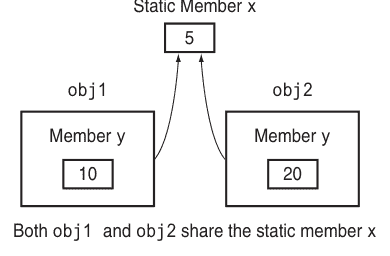 Static Member x
5
obj1
obj2
Member y
Member y
10
20
Both obj1 and obj2 share the static member x